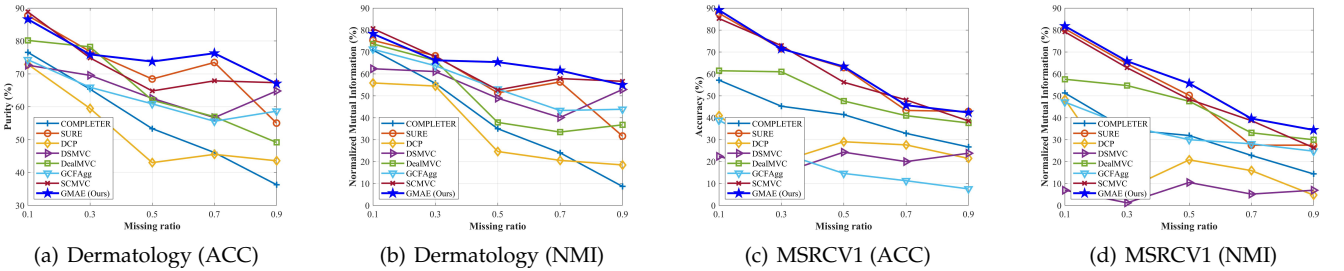 Purity (%)
90
80
70
60
50
40
30
COMPLETER
SURE
DCP
DSMVC
DealMVC
GCFAgg
SCMVC
GMAE (Ours)
0.1 0.3 0.5 0.7 0.9
Missing ratio
(a) Dermatology (ACC)
Normalized Mutual Information (%)
90
80
70
60
50
40
30
20
10
0
COMPLETER
SURE
DCP
DSMVC
DealMVC
GCFAgg
SCMVC
GMAE (Ours)
0.1 0.3 0.5 0.7 0.9
Missing ratio
(b) Dermatology (NMI)
Accuracy (%)
90
80
70
60
50
40
30
20
10
0
COMPLETER
SURE
DCP
DSMVC
DealMVC
GCFAgg
SCMVC
GMAE (Ours)
0.1 0.3 0.5 0.7 0.9
Missing ratio
(c) MSRCV1 (ACC)
Normalized Mutual Information (%)
90
80
70
60
50
40
30
20
10
0
COMPLETER
SURE
DCP
DSMVC
DealMVC
GCFAgg
SCMVC
GMAE (Ours)
0.1 0.3 0.5 0.7 0.9
Missing ratio
(d) MSRCV1 (NMI)